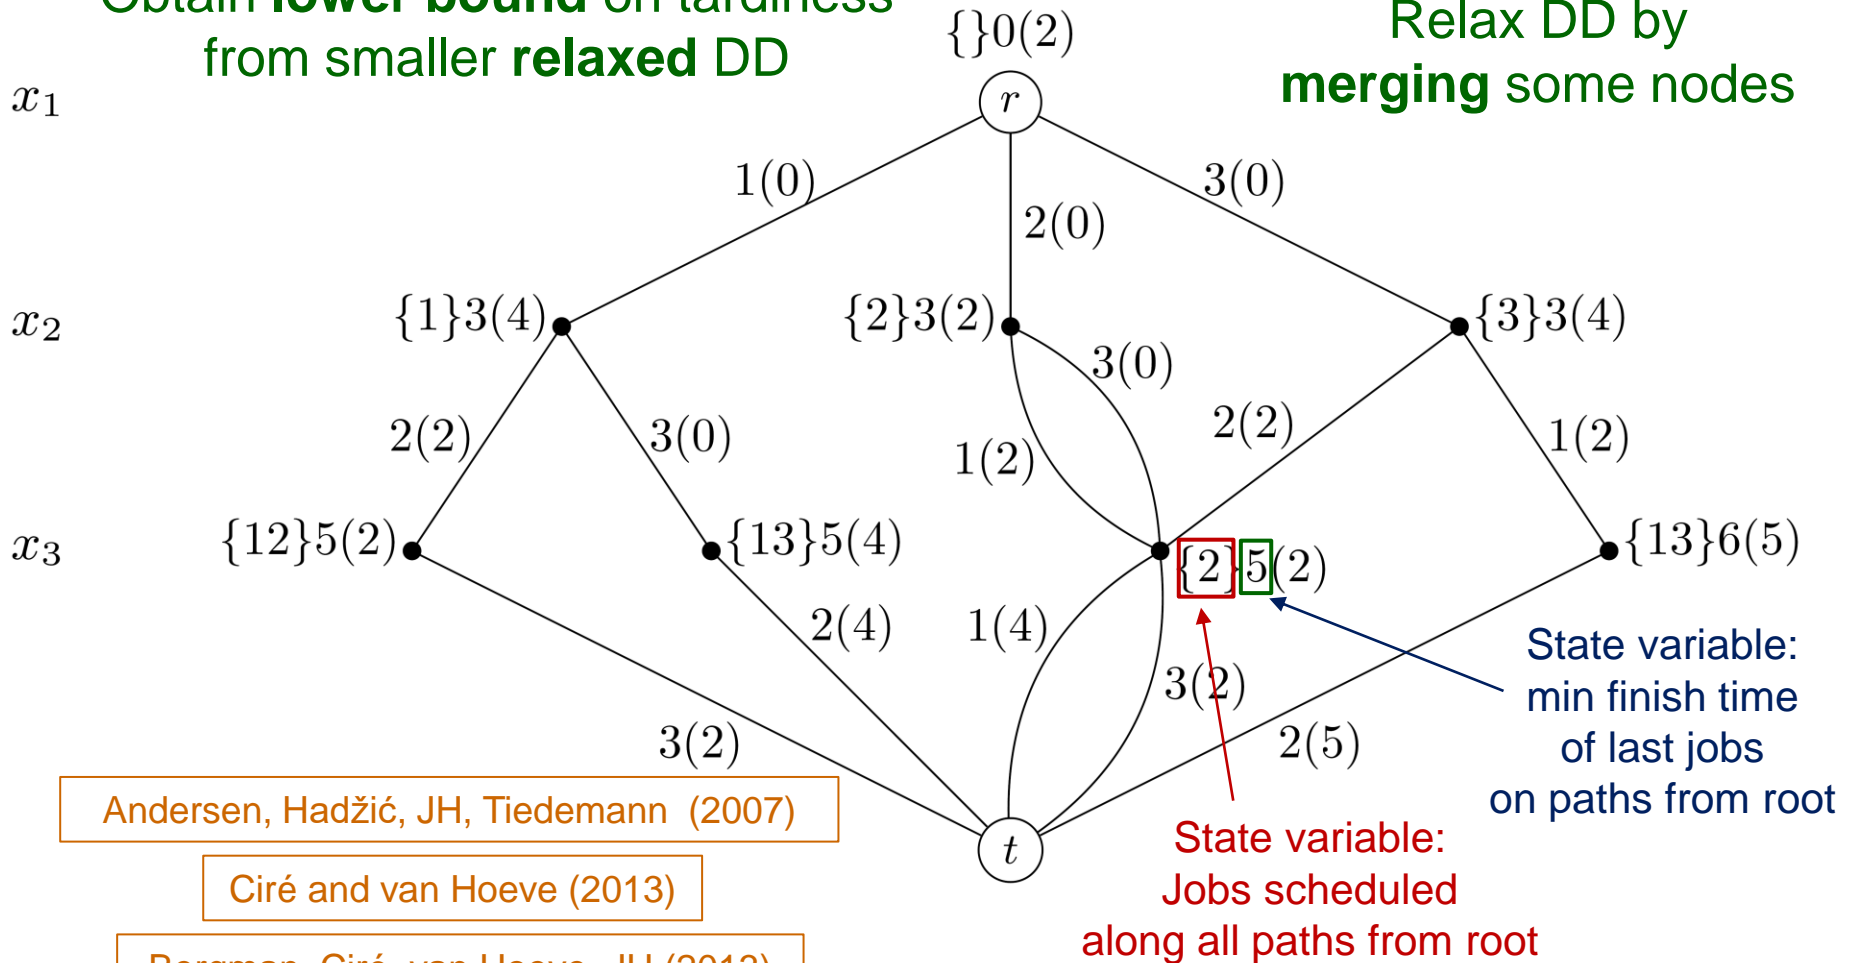 Obtain lower bound on tardiness
from smaller relaxed DD
Relax DD by
merging some nodes
{}0(2)
x1
r
1(0)
2(0)
3(0)
x2
{1}3(4)
{2}3(2)
{3}3(4)
2(2)
3(0)
1(2)
3(0)
2(2)
1(2)
x3
{12}5(2)
{13}5(4)
{2}5(2)
{13}6(5)
3(2)
2(4)
1(4)
3(2)
2(5)
t
State variable:
min finish time
of last jobs
on paths from root
State variable:
Jobs scheduled
along all paths from root
Andersen, Hadžić, JH, Tiedemann (2007)
Ciré and van Hoeve (2013)